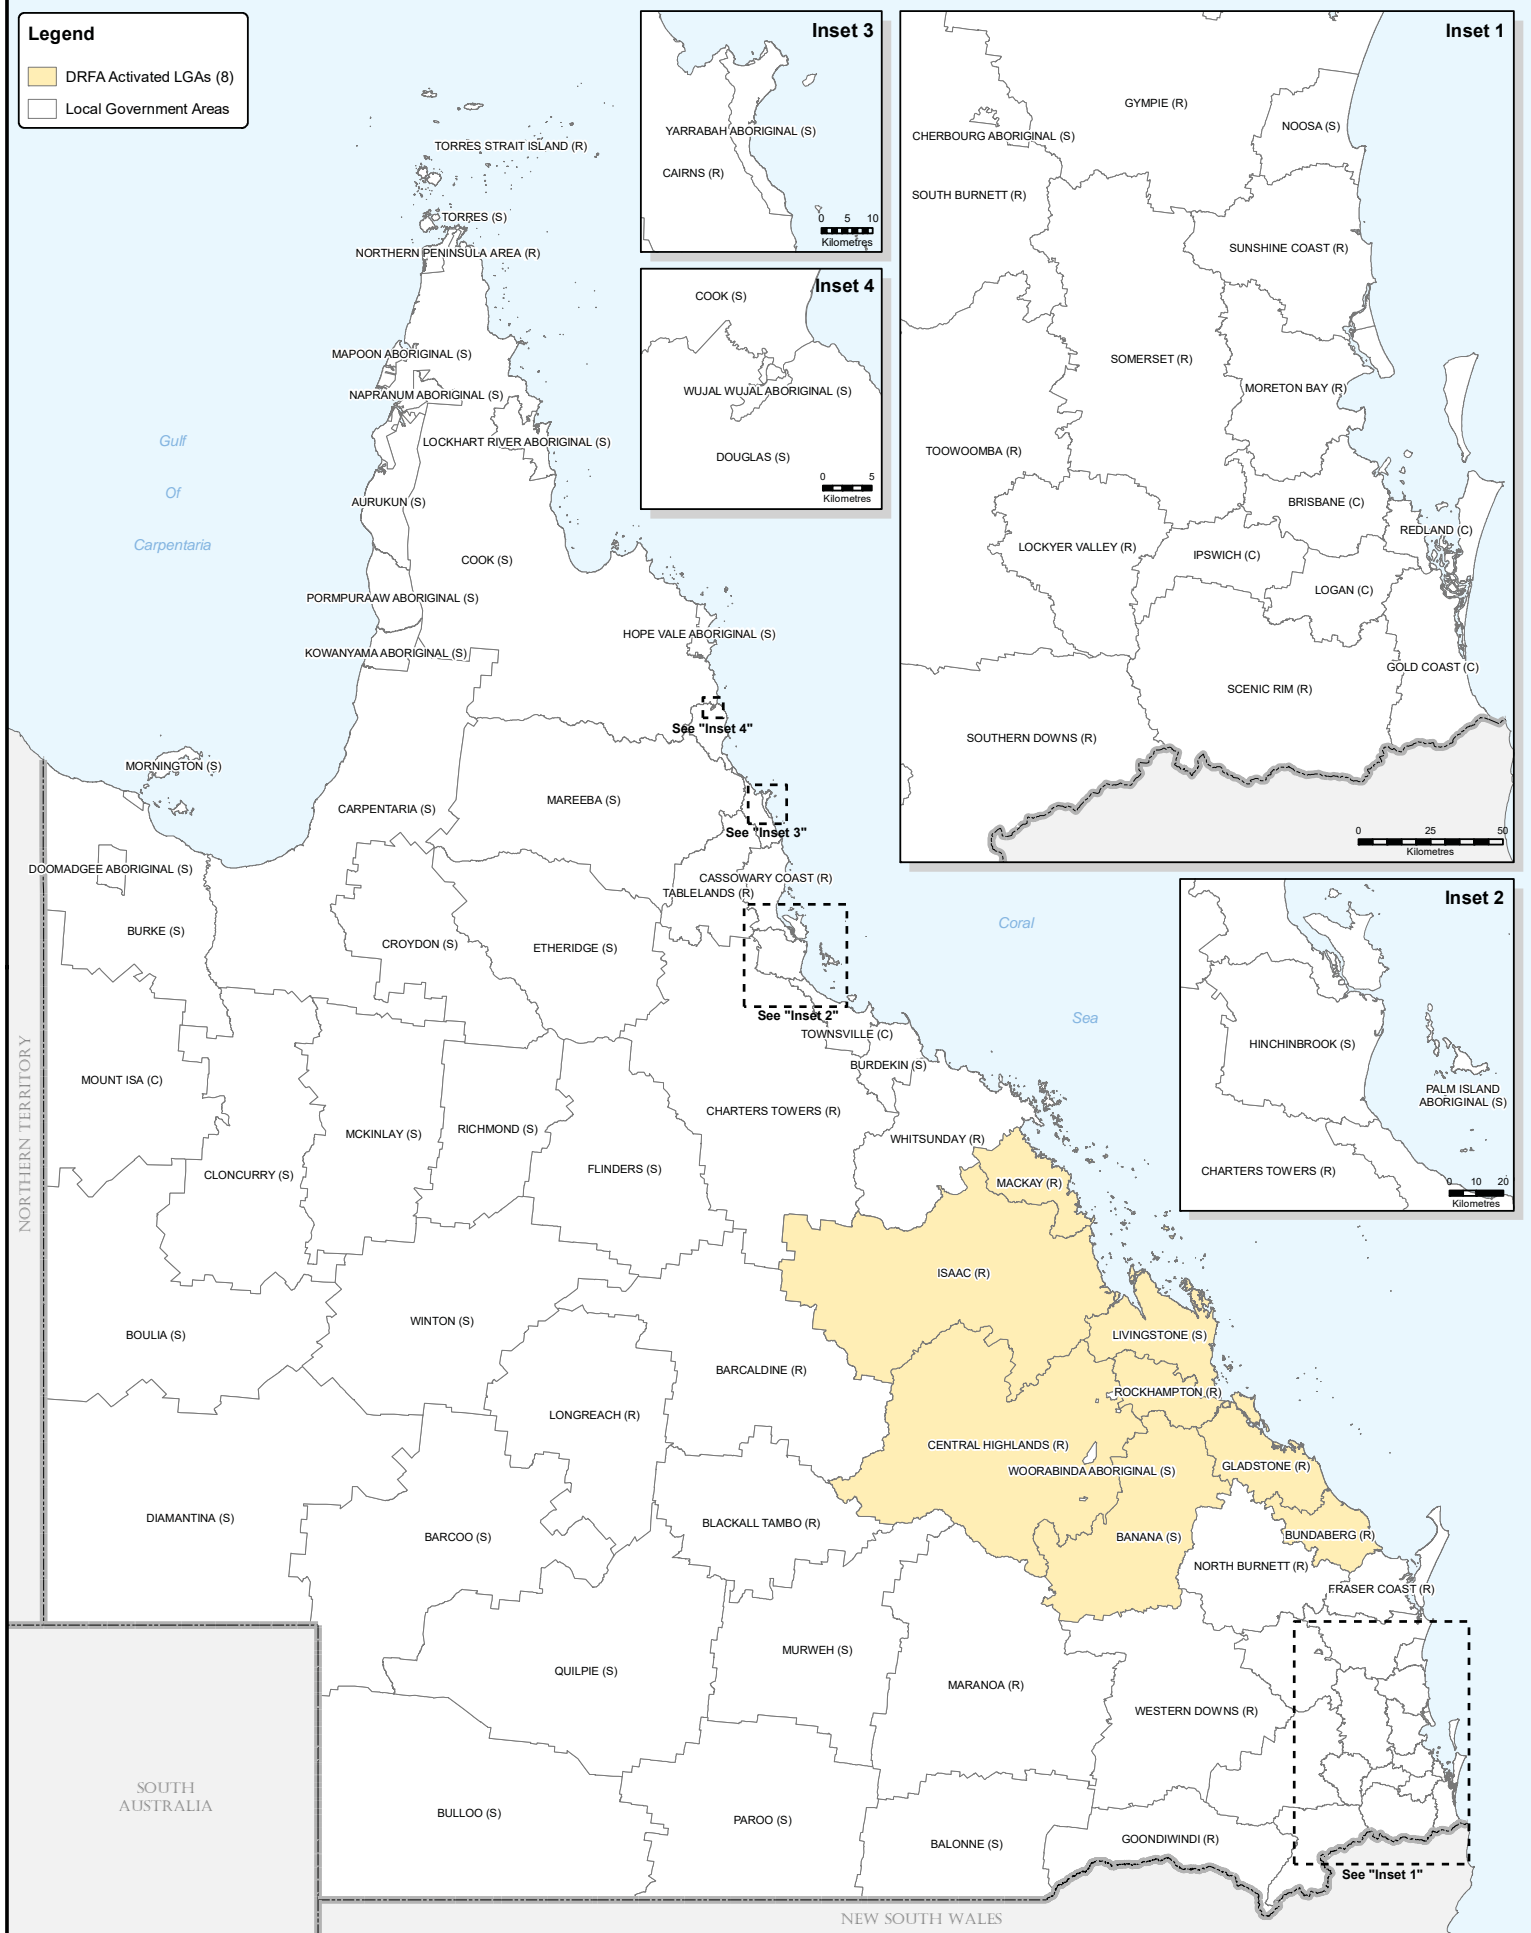 Legend
DRFA Activated LGAs (8)
Local Government Areas
Inset 3
YARRABAH ABORIGINAL (S)
CAIRNS (R)
0 5 10
Kilometres
Inset 4
COOK (S)
WUJAL WUJAL ABORIGINAL (S)
DOUGLAS (S)
0 5
Kilometres
Inset 1
GYMPIE (R)
NOOSA (S)
CHERBOURG ABORIGINAL (S)
SOUTH BURNETT (R)
SUNSHINE COAST (R)
SOMERSET (R)
MORETON BAY (R)
TOOWOOMBA (R)
BRISBANE (C)
REDLAND (C)
LOCKYER VALLEY (R)
IPSWICH (C)
LOGAN (C)
GOLD COAST (C)
SCENIC RIM (R)
SOUTHERN DOWNS (R)
0 25 50
Kilometres
Inset 2
HINCHINBROOK (S)
PALM ISLAND
ABORIGINAL (S)
CHARTERS TOWERS (R)
0 10 20
Kilometres
TORRES STRAIT ISLAND (R)
TORRES (S)
NORTHERN PENINSULA AREA (R)
MAPOON ABORIGINAL (S)
NAPRANUM ABORIGINAL (S)
LOCKHART RIVER ABORIGINAL (S)
Gulf
Of
Carpentaria
AURUKUN (S)
COOK (S)
PORMPURAAW ABORIGINAL (S)
HOPE VALE ABORIGINAL (S)
KOWANYAMA ABORIGINAL (S)
See "Inset 4"
MORNINGTON (S)
CARPENTARIA (S)
MAREEBA (S)
See "Inset 3"
DOOMADGEE ABORIGINAL (S)
CASSOWARY COAST (R)
TABLELANDS (R)
BURKE (S)
CROYDON (S)
ETHERIDGE (S)
Coral
Sea
See "Inset 2"
TOWNSVILLE (C)
BURDEKIN (S)
NORTHERN TERRITORY
MOUNT ISA (C)
CLONCURRY (S)
MCKINLAY (S)
RICHMOND (S)
FLINDERS (S)
CHARTERS TOWERS (R)
WHITSUNDAY (R)
MACKAY (R)
ISAAC (R)
BOULIA (S)
WINTON (S)
LIVINGSTONE (S)
BARCALDINE (R)
ROCKHAMPTON (R)
LONGREACH (R)
CENTRAL HIGHLANDS (R)
WOORABINDA ABORIGINAL (S)
GLADSTONE (R)
DIAMANTINA (S)
BARCOO (S)
BLACKALL TAMBO (R)
BANANA (S)
BUNDABERG (R)
NORTH BURNETT (R)
FRASER COAST (R)
QUILPIE (S)
MURWEH (S)
MARANOA (R)
WESTERN DOWNS (R)
SOUTH
AUSTRALIA
BULLOO (S)
PAROO (S)
BALONNE (S)
GOONDIWINDI (R)
See "Inset 1"
NEW SOUTH WALES